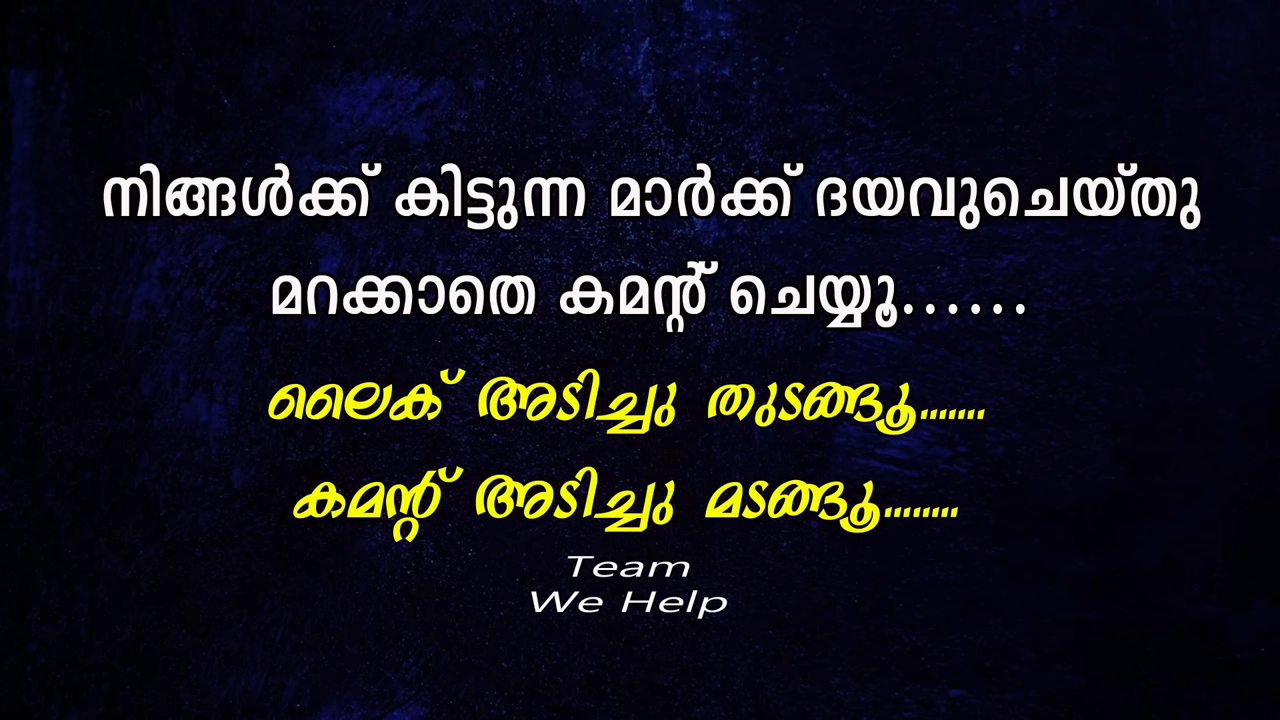 നിങ്ങൾക്ക് കിട്ടുന്ന മാർക്ക് ദയവുചെയ്തു
മറക്കാതെ കമന്റ് ചെയ്യൂ......
ലൈക് അടിച്ചു തുടങ്ങൂ.......
കമന്റ് അടിച്ചു മടങ്ങൂ........
Team
We Help